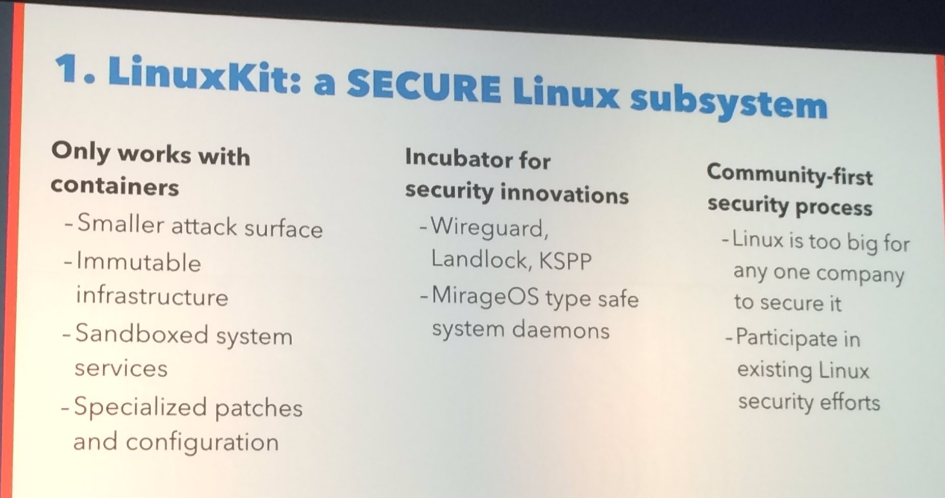 1. LinuxKit: a SECURE Linux subsystem
Only works with
containers
- Smaller attack surface
- Immutable
infrastructure
- Sandboxed system
services
- Specialized patches
and configuration
Incubator for
security innovations
- Wireguard,
Landlock, KSPP
- MirageOS type safe
system daemons
Community-first
security process
- Linux is too big for
any one company
to secure it
- Participate in
existing Linux
security efforts